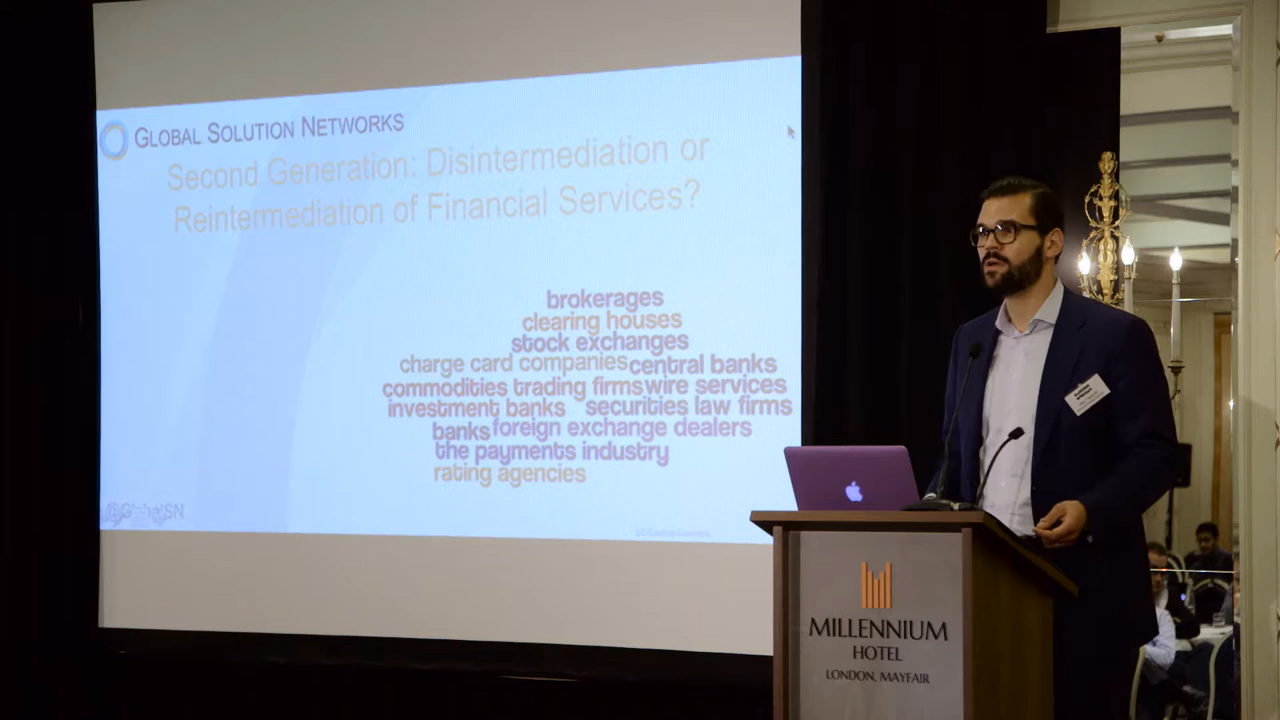 GLOBAL SOLUTION NETWORKS
Second Generation: Disintermediation or
Reintermediation of Financial Services?
brokerages
clearing houses
stock exchanges
charge card companies central banks
commodities trading firms wire services
investment banks securities law firms
banks foreign exchange dealers
the payments industry
rating agencies
@GlobalSN
MILLENNIUM
HOTEL
LONDON, MAYFAIR